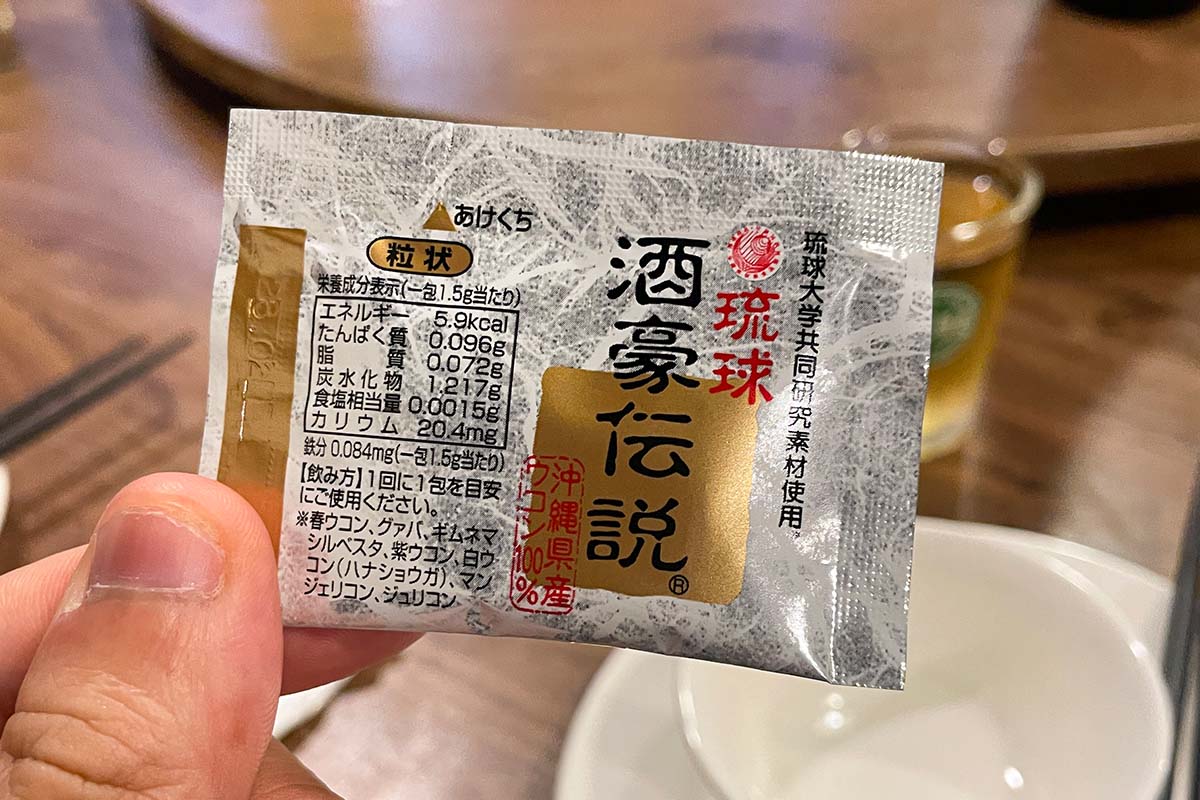 あけくち
粒状
栄養成分表示(一包1.5g当たり)
エネルギー 5.9kcal
たんぱく質 0.096g
脂質 0.072g
炭水化物 1.217g
食塩相当量 0.0015g
カリウム 20.4mg
鉄分 0.084mg(一包1.5g当たり)
【飲み方】1回に1包を目安
にご使用ください。
※春ウコン、グァバ、ギムネマ
シルベスタ、紫ウコン、白ウ
コン(ハナショウガ)、マン
ジェリコン、ジュリコン
琉球大学共同研究素材使用※
琉球
酒豪伝説®
沖縄県産
ウコン100%